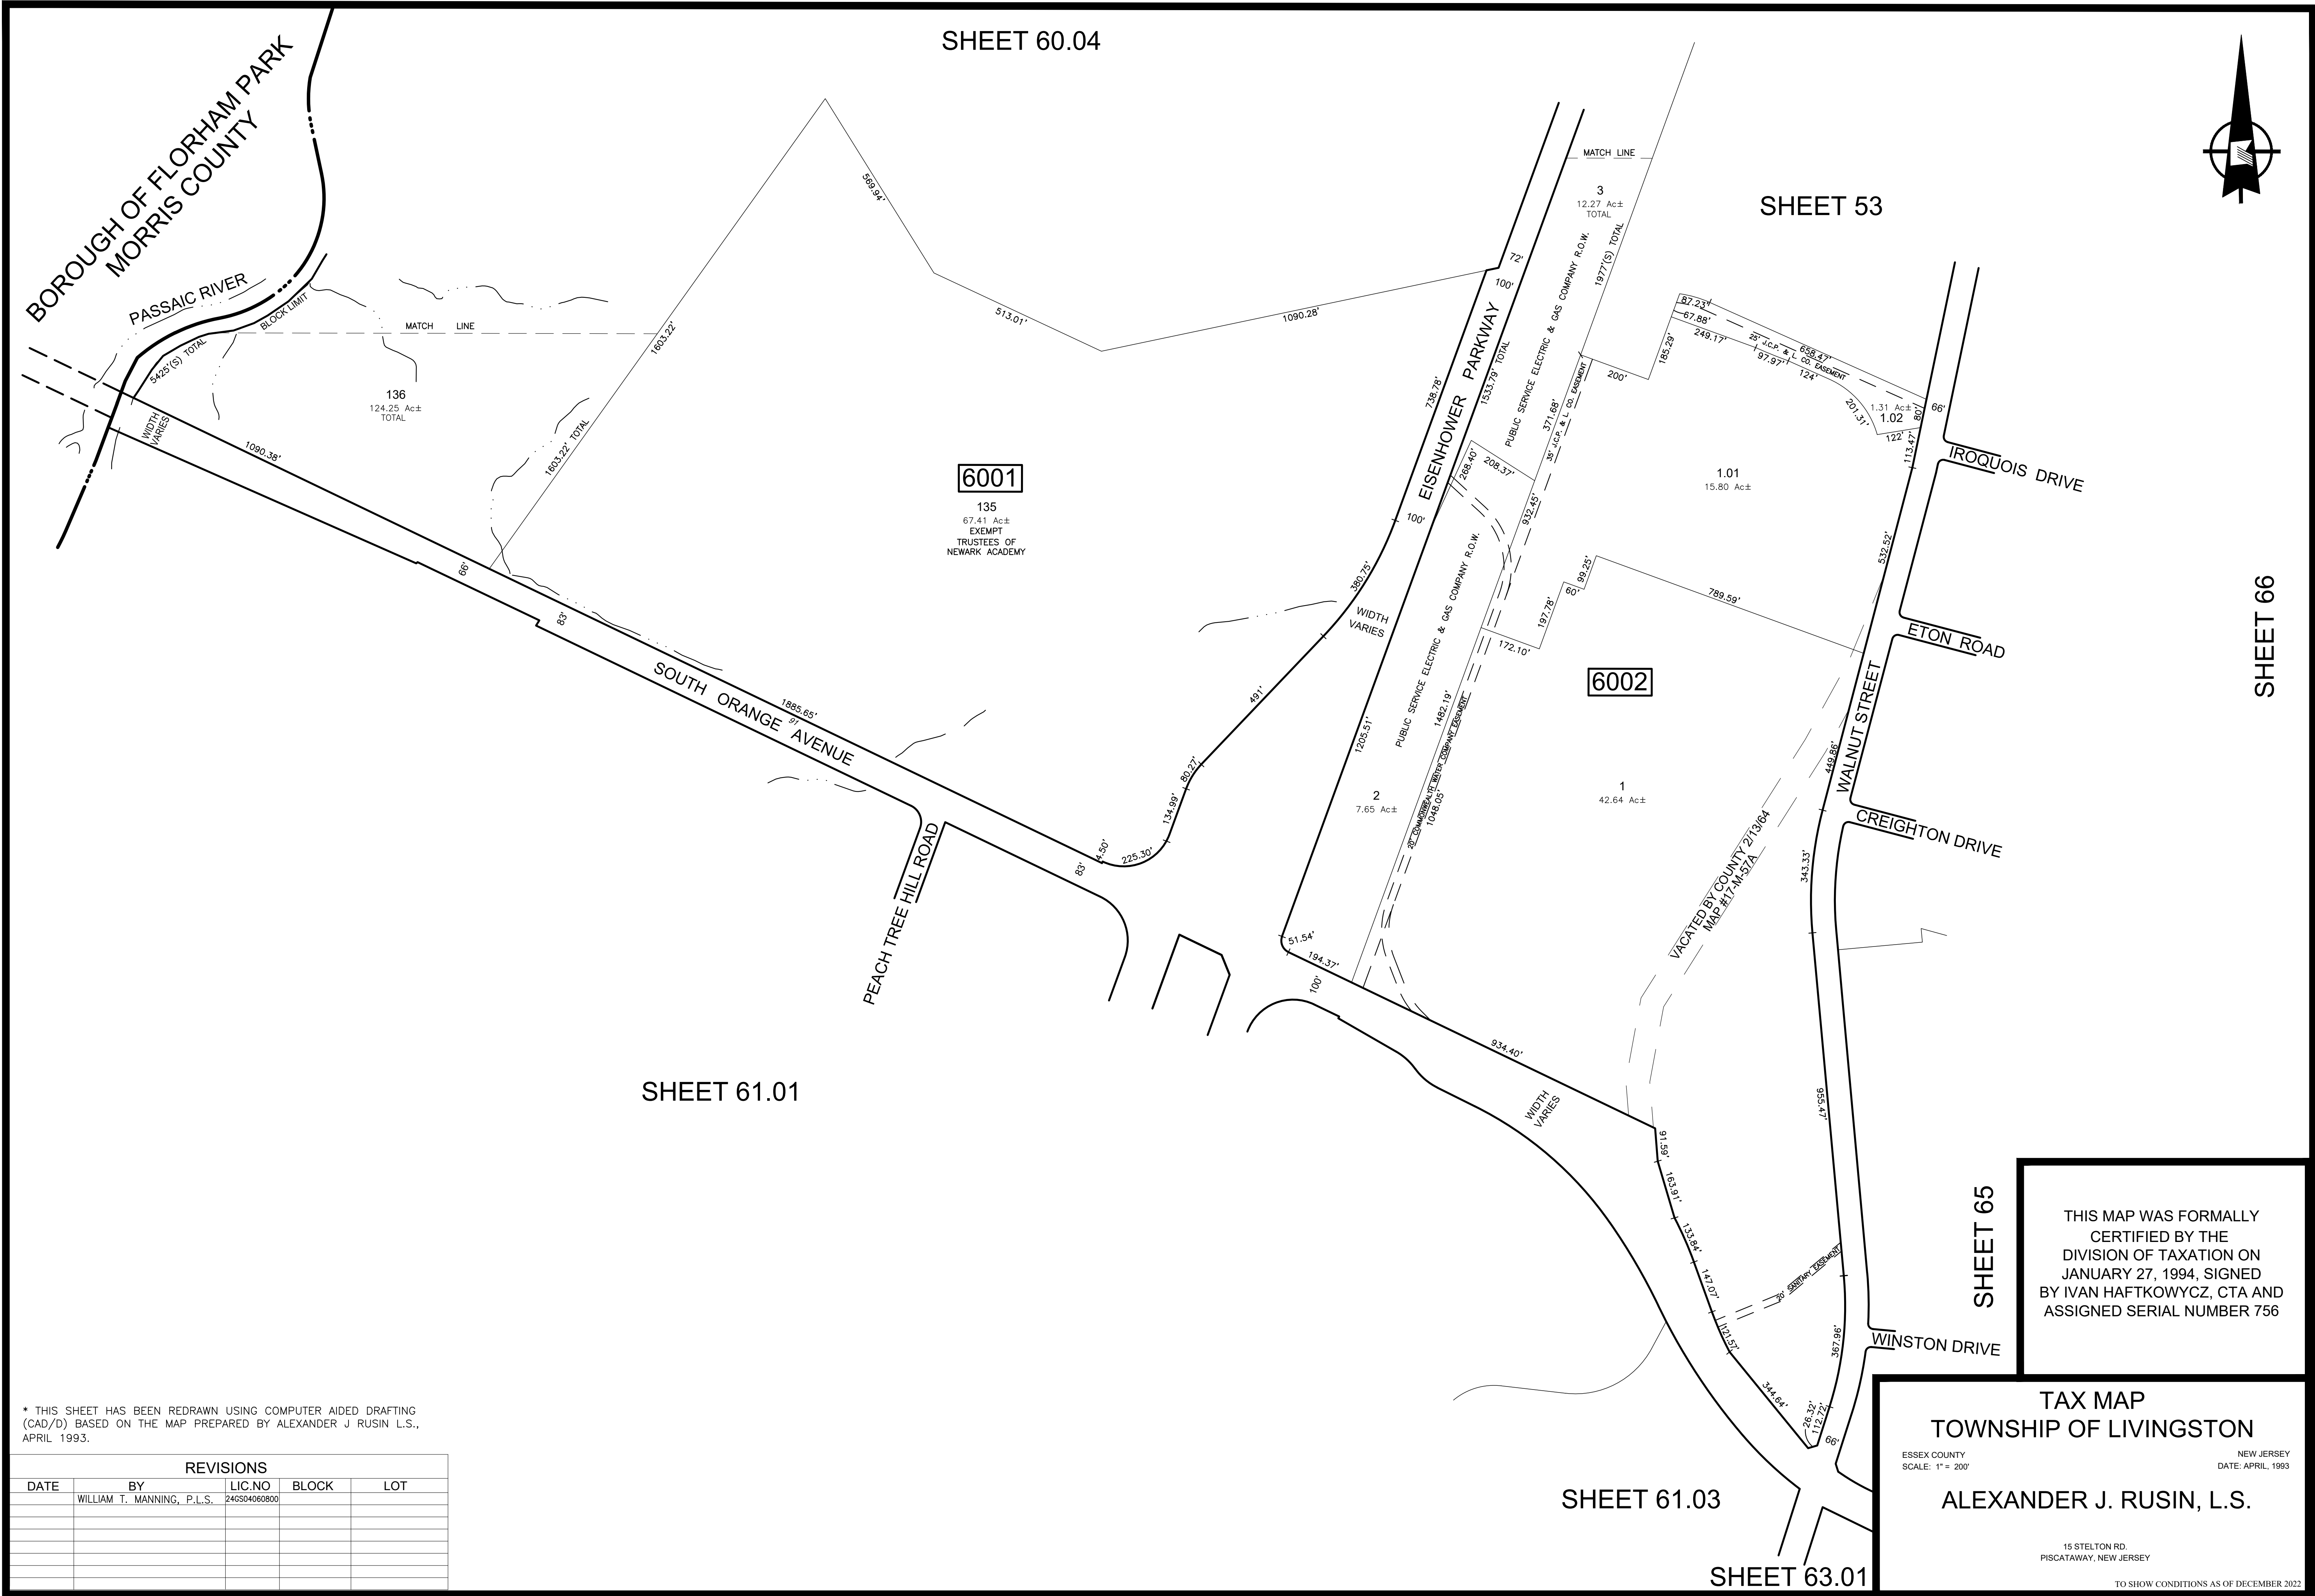 SHEET 60.04
BOROUGH OF FLORHAM PARK
MORRIS COUNTY
PASSAIC RIVER
BLOCK LIMIT
5425'(S) TOTAL
MATCH LINE
136
124.25 Ac±
TOTAL
WIDTH
VARIES
1090.38'
1603.22'
1603.22' TOTAL
569.94'
513.01'
1090.28'
6001
135
67.41 Ac±
EXEMPT
TRUSTEES OF
NEWARK ACADEMY
66'
83'
SOUTH ORANGE AVENUE
1885.65'
91
PEACH TREE HILL ROAD
83'
4.50'
225.30'
134.99'
80.27'
491'
380.75'
WIDTH
VARIES
738.78'
72'
100'
100'
EISENHOWER PARKWAY
1533.79' TOTAL
1205.51'
MATCH LINE
3
12.27 Ac±
TOTAL
1977'(S) TOTAL
PUBLIC SERVICE ELECTRIC & GAS COMPANY R.O.W.
371.68'
35' J.C.P. & L. CO. EASEMENT
268.40'
208.37'
932.45'
PUBLIC SERVICE ELECTRIC & GAS COMPANY R.O.W.
1482.19'
20' COMMONWEALTH WATER COMPANY EASEMENT
1048.05'
2
7.65 Ac±
51.54'
194.37'
100'
SHEET 53
87.23'
67.88'
249.17'
25' J.C.P. & L. CO. EASEMENT
658.47'
97.97'
124'
201.31'
185.29'
200'
1.31 Ac±
1.02
80'
66'
122'
113.47'
1.01
15.80 Ac±
IROQUOIS DRIVE
532.52'
99.25'
60'
197.78'
172.10'
789.59'
6002
ETON ROAD
SHEET 66
WALNUT STREET
449.86'
1
42.64 Ac±
CREIGHTON DRIVE
343.33'
VACATED BY COUNTY 2/13/64
MAP #17-M-57A
934.40'
WIDTH
VARIES
955.47'
91.59'
163.91'
133.84'
147.07'
121.57'
344.64'
SANITARY EASEMENT
367.96'
26.32'
112.72'
66'
WINSTON DRIVE
SHEET 65
SHEET 61.01
SHEET 61.03
SHEET 63.01
THIS MAP WAS FORMALLY
CERTIFIED BY THE
DIVISION OF TAXATION ON
JANUARY 27, 1994, SIGNED
BY IVAN HAFTKOWYCZ, CTA AND
ASSIGNED SERIAL NUMBER 756
TAX MAP
TOWNSHIP OF LIVINGSTON
ESSEX COUNTY NEW JERSEY
SCALE: 1" = 200' DATE: APRIL, 1993
ALEXANDER J. RUSIN, L.S.
15 STELTON RD.
PISCATAWAY, NEW JERSEY
TO SHOW CONDITIONS AS OF DECEMBER 2022
* THIS SHEET HAS BEEN REDRAWN USING COMPUTER AIDED DRAFTING
(CAD/D) BASED ON THE MAP PREPARED BY ALEXANDER J RUSIN L.S.,
APRIL 1993.
REVISIONS
DATE BY LIC.NO BLOCK LOT
WILLIAM T. MANNING, P.L.S. 24GS04060800